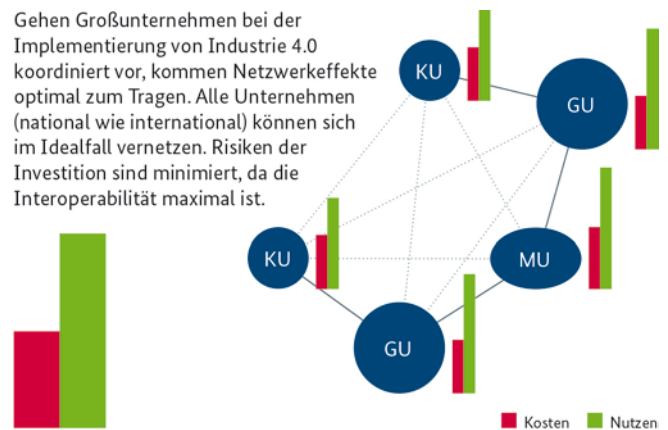 Gehen Großunternehmen bei der
Implementierung von Industrie 4.0
koordiniert vor, kommen Netzwerkeffekte
optimal zum Tragen. Alle Unternehmen
(national wie international) können sich
im Idealfall vernetzen. Risiken der
Investition sind minimiert, da die
Interoperabilität maximal ist.
KU
GU
KU
MU
GU
Kosten
Nutzen